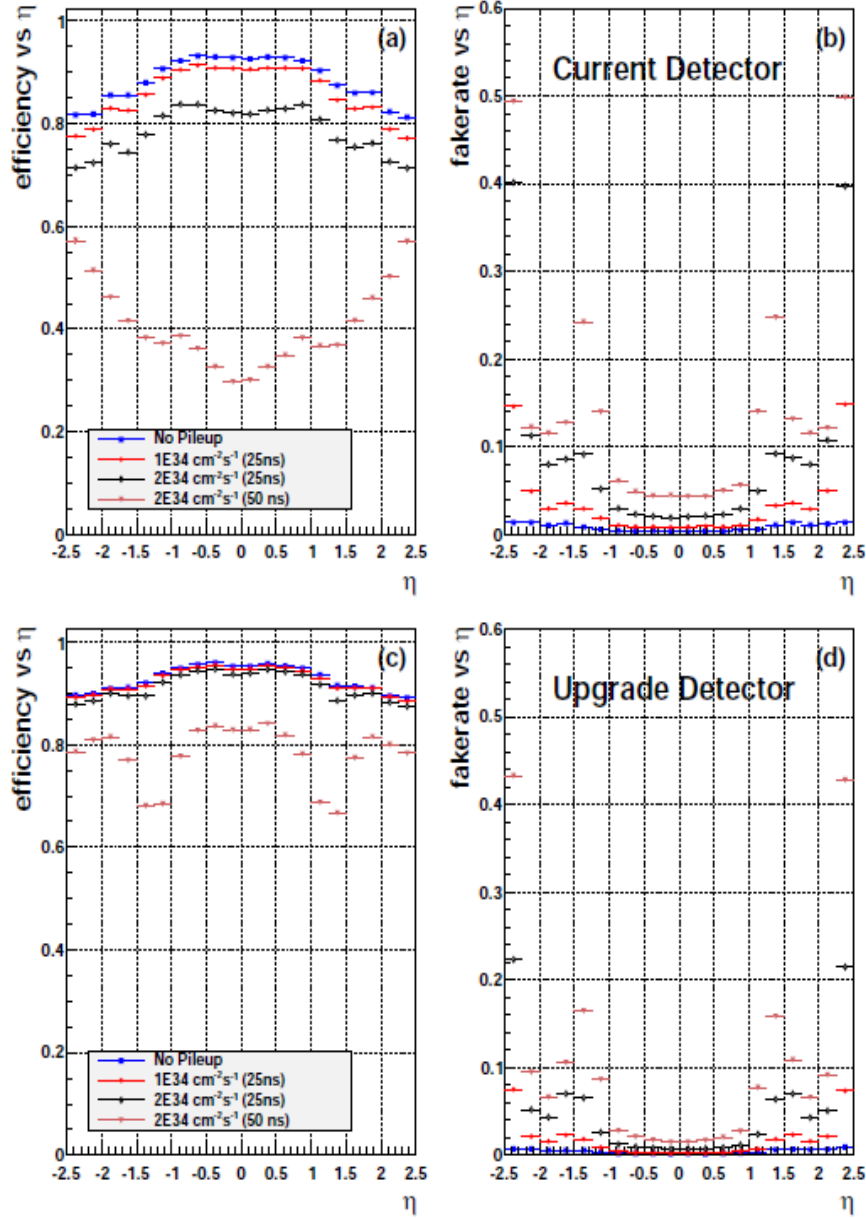 efficiency vs η
1
0.8
0.6
0.4
0.2
0
(a)
No Pileup
1E34 cm⁻²s⁻¹ (25ns)
2E34 cm⁻²s⁻¹ (25ns)
2E34 cm⁻²s⁻¹ (50 ns)
-2.5 -2 -1.5 -1 -0.5 0 0.5 1 1.5 2 2.5
η
fakerate vs η
0.6
0.5
0.4
0.3
0.2
0.1
0
(b)
Current Detector
-2.5 -2 -1.5 -1 -0.5 0 0.5 1 1.5 2 2.5
η
efficiency vs η
1
0.8
0.6
0.4
0.2
0
(c)
No Pileup
1E34 cm⁻²s⁻¹ (25ns)
2E34 cm⁻²s⁻¹ (25ns)
2E34 cm⁻²s⁻¹ (50 ns)
-2.5 -2 -1.5 -1 -0.5 0 0.5 1 1.5 2 2.5
η
fakerate vs η
0.6
0.5
0.4
0.3
0.2
0.1
0
(d)
Upgrade Detector
-2.5 -2 -1.5 -1 -0.5 0 0.5 1 1.5 2 2.5
η